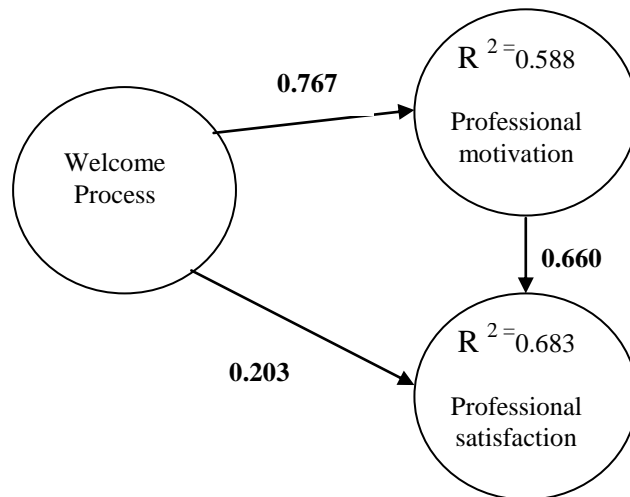 R 2 = 0.588
0.767
Professional
motivation
Welcome
Process
0.660
R 2 = 0.683
0.203
Professional
satisfaction